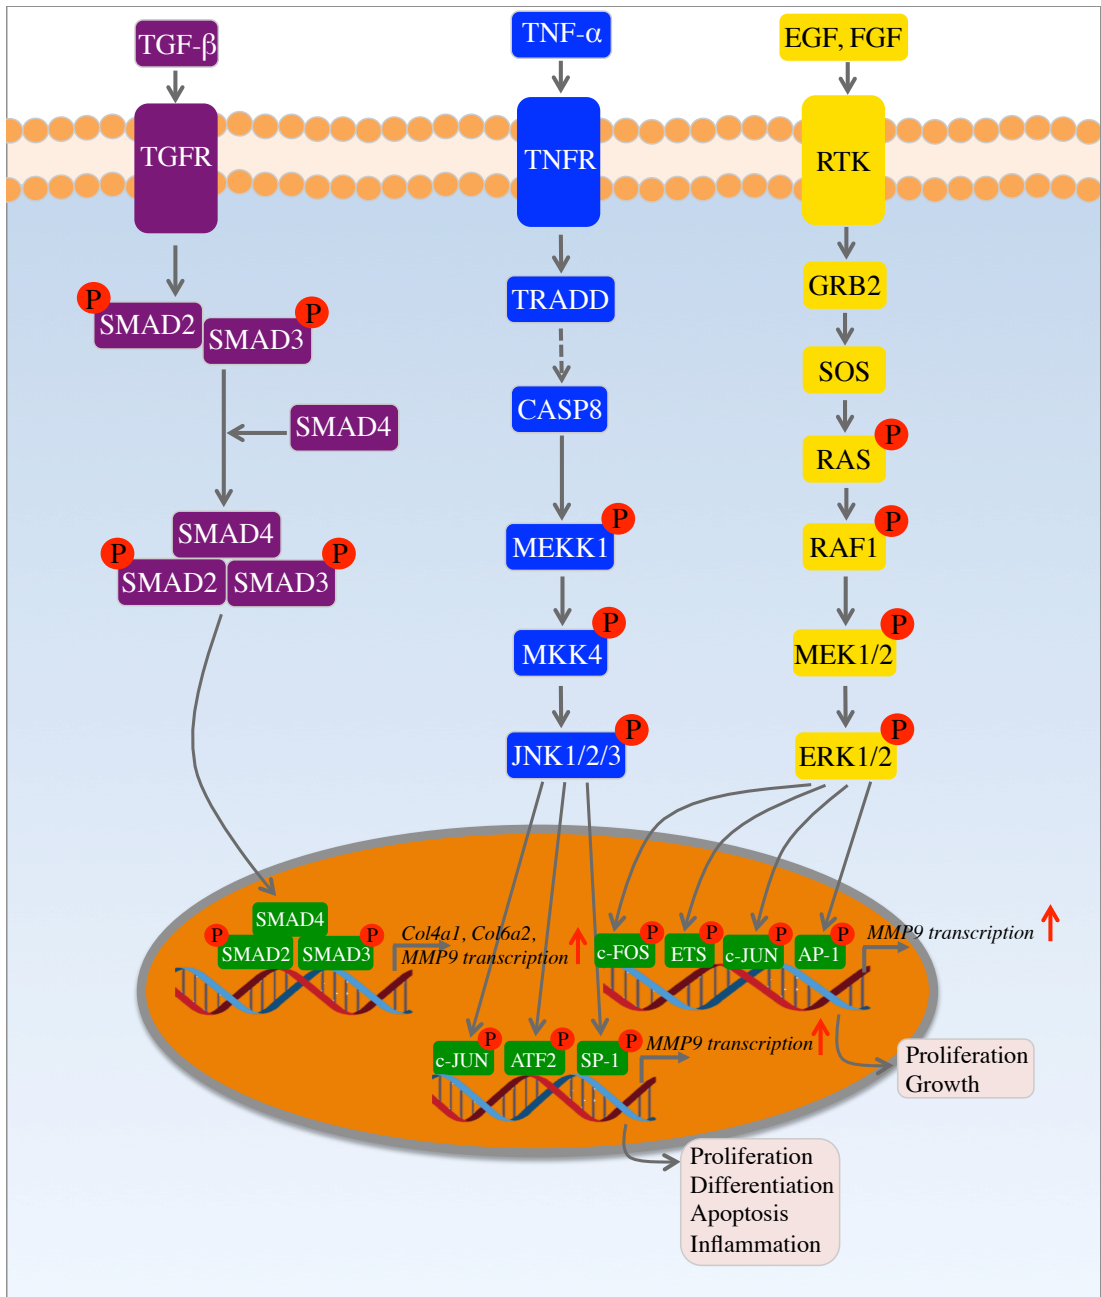 TGF-β
TNF-α
EGF, FGF
TGFR
TNFR
RTK
P
SMAD2
P
SMAD3
SMAD4
SMAD4
P
SMAD2
P
SMAD3
TRADD
CASP8
P
MEKK1
P
MKK4
P
JNK1/2/3
GRB2
SOS
P
RAS
P
RAF1
P
MEK1/2
P
ERK1/2
SMAD4
P
SMAD2
P
SMAD3
Col4a1, Col6a2,
MMP9 transcription
P
c-FOS
P
ETS
P
c-JUN
P
AP-1
MMP9 transcription
P
c-JUN
P
ATF2
P
SP-1
MMP9 transcription
Proliferation
Growth
Proliferation
Differentiation
Apoptosis
Inflammation